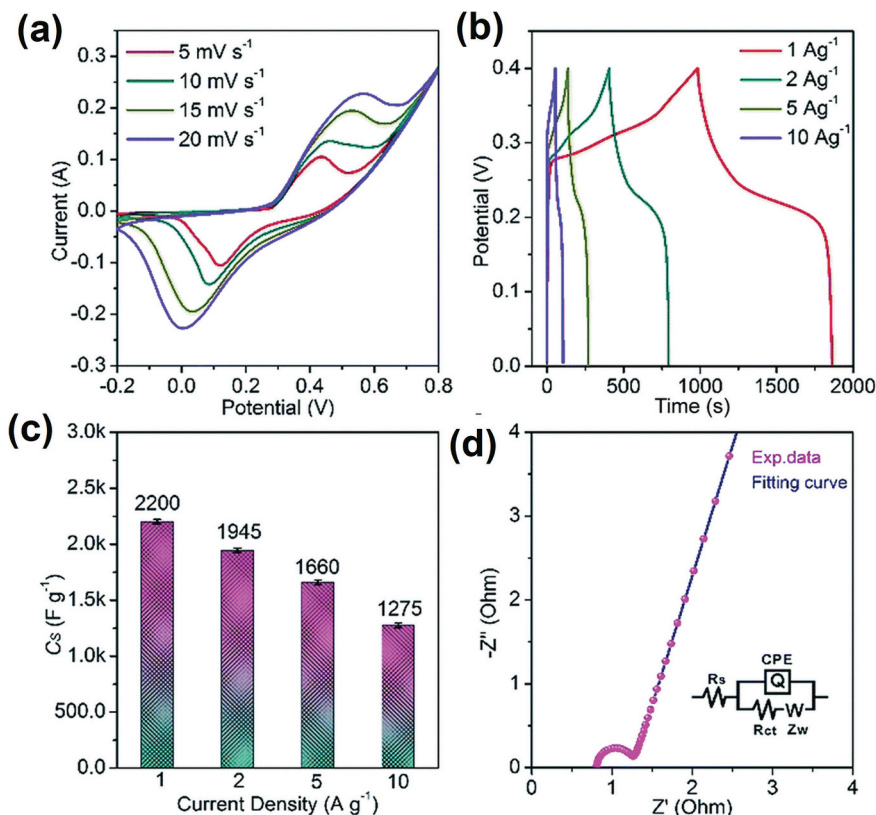 (a)
5 mV s⁻¹
10 mV s⁻¹
15 mV s⁻¹
20 mV s⁻¹
0.3
0.2
0.1
0.0
-0.1
-0.2
-0.3
Current (A)
-0.2 0.0 0.2 0.4 0.6 0.8
Potential (V)
(b)
1 Ag⁻¹
2 Ag⁻¹
5 Ag⁻¹
10 Ag⁻¹
0.4
0.3
0.2
0.1
0.0
Potential (V)
0 500 1000 1500 2000
Time (s)
(c)
3.0k
2.5k
2.0k
1.5k
1.0k
500.0
0.0
Cs (F g⁻¹)
2200
1945
1660
1275
1 2 5 10
Current Density (A g⁻¹)
(d)
Exp.data
Fitting curve
4
3
2
1
0
-Z" (Ohm)
CPE
Rs Q
Rct Zw
W
0 1 2 3 4
Z' (Ohm)